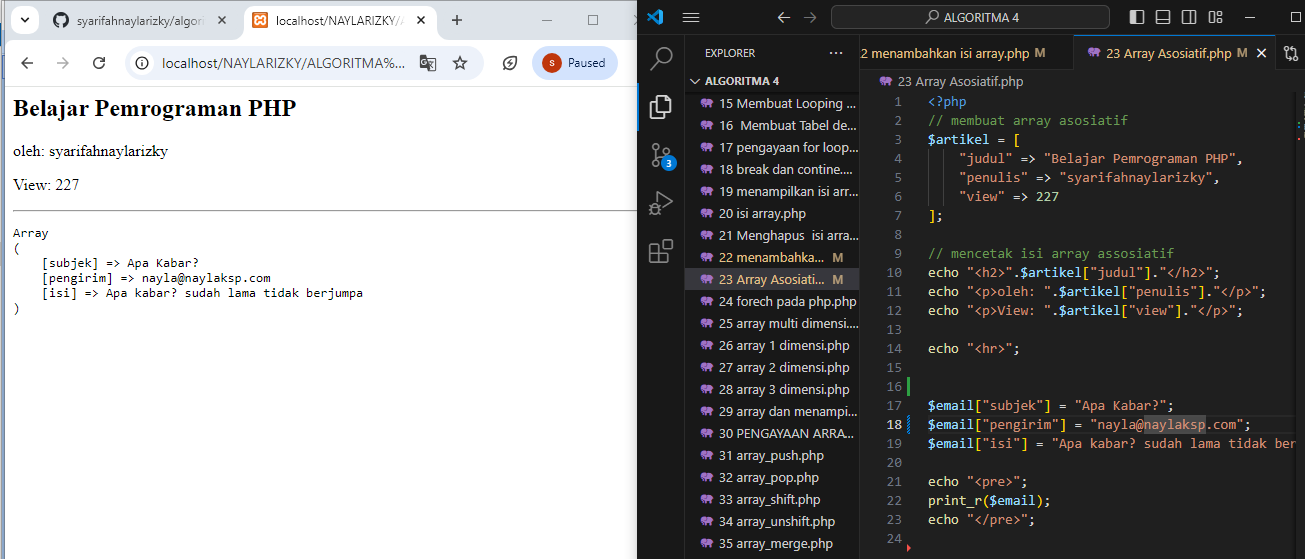 syarifahnaylarizky/algori
localhost/NAYLARIZKY/A
localhost/NAYLARIZKY/ALGORITMA%...
S Paused
Belajar Pemrograman PHP
oleh: syarifahnaylarizky
View: 227
Array
(
[subjek] => Apa Kabar?
[pengirim] => nayla@naylaksp.com
[isi] => Apa kabar? sudah lama tidak berjumpa
)
ALGORITMA 4
3
EXPLORER ...
ALGORITMA 4
15 Membuat Looping ...
16 Membuat Tabel de...
17 pengayaan for loop...
18 break dan contine....
19 menampilkan isi arr...
20 isi array.php
21 Menghapus isi arra...
22 menambahka... M
23 Array Asosiati... M
24 forech pada php.php
25 array multi dimensi....
26 array 1 dimensi.php
27 array 2 dimensi.php
28 array 3 dimensi.php
29 array dan menampi...
30 PENGAYAAN ARRA...
31 array_push.php
32 array_pop.php
33 array_shift.php
34 array_unshift.php
35 array_merge.php
2 menambahkan isi array.php M
23 Array Asosiatif.php M
23 Array Asosiatif.php
1 <?php
2 // membuat array asosiatif
3 $artikel = [
4 "judul" => "Belajar Pemrograman PHP",
5 "penulis" => "syarifahnaylarizky",
6 "view" => 227
7 ];
8
9 // mencetak isi array assosiatif
10 echo "<h2>".$artikel["judul"]."</h2>";
11 echo "<p>oleh: ".$artikel["penulis"]."</p>";
12 echo "<p>View: ".$artikel["view"]."</p>";
13
14 echo "<hr>";
15
16
17 $email["subjek"] = "Apa Kabar?";
18 $email["pengirim"] = "nayla@naylaksp.com";
19 $email["isi"] = "Apa kabar? sudah lama tidak ber
20
21 echo "<pre>";
22 print_r($email);
23 echo "</pre>";
24